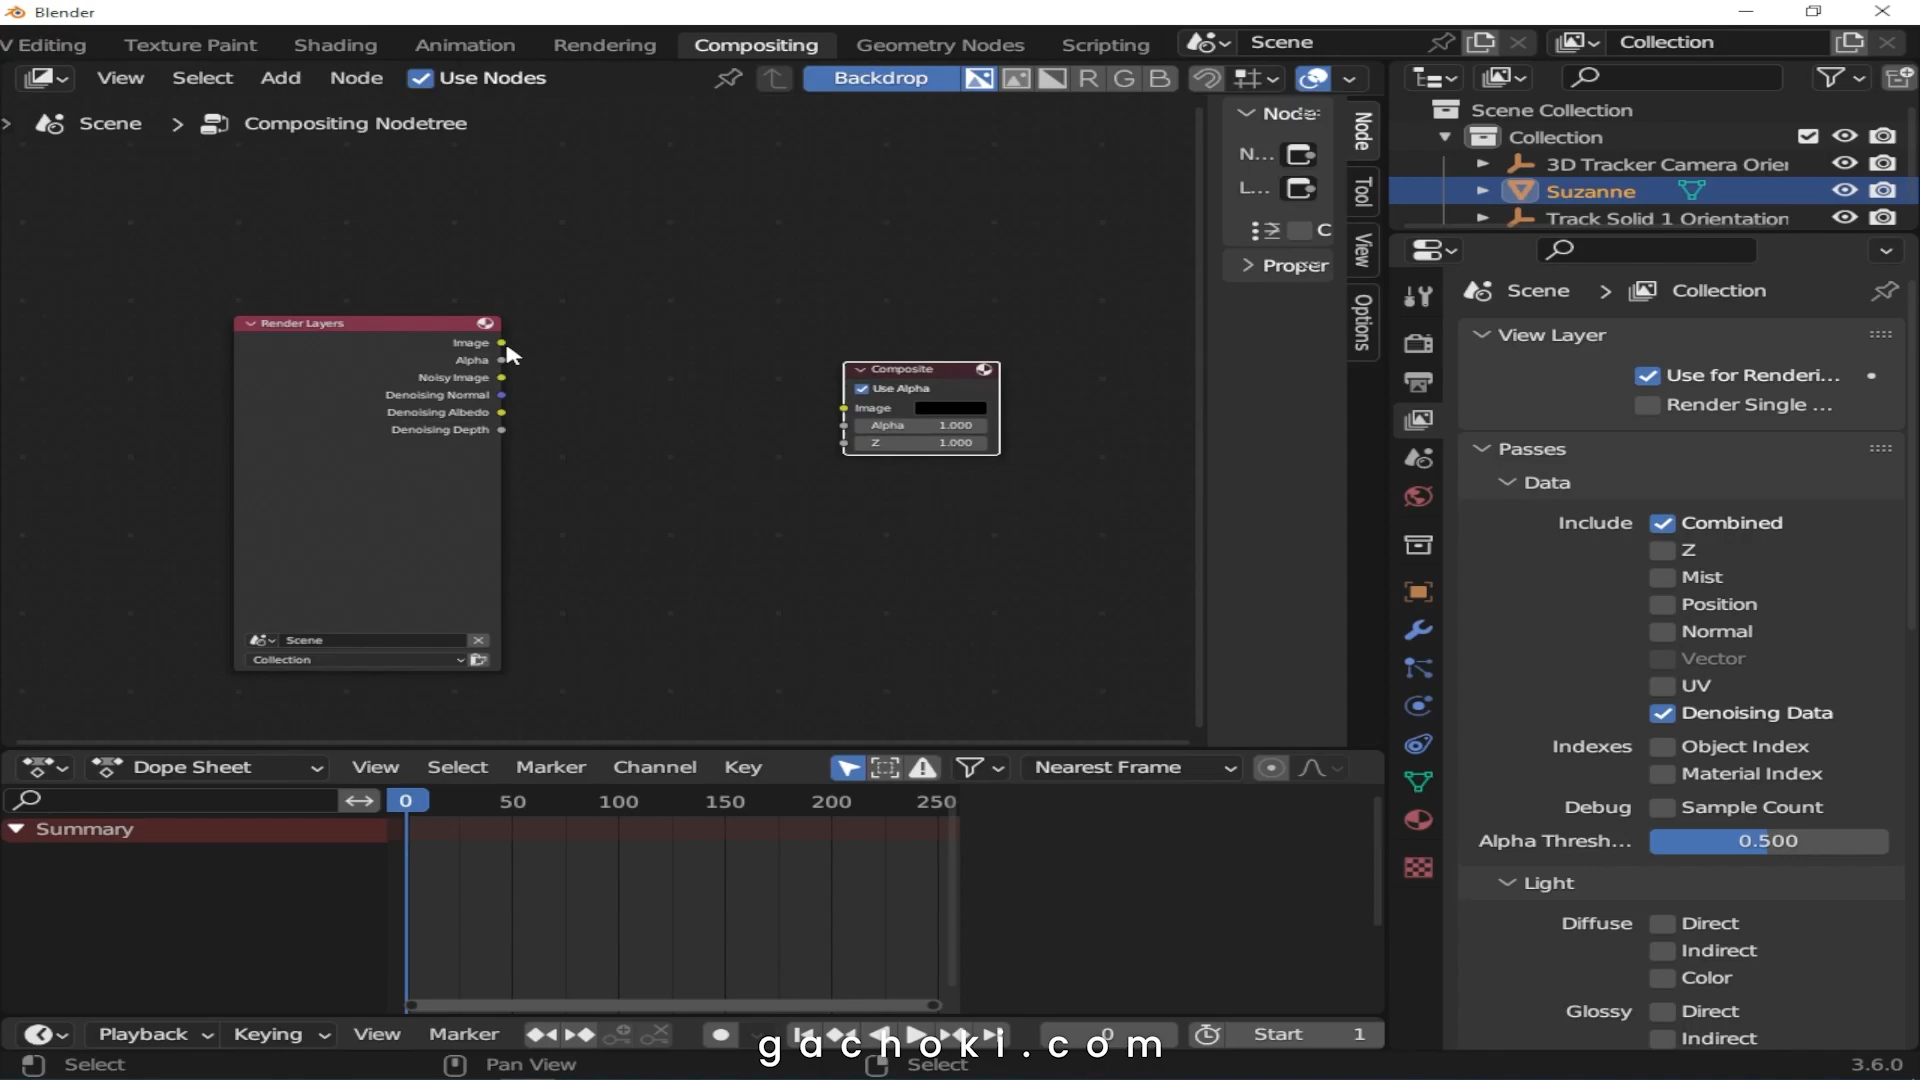 Blender
V Editing Texture Paint Shading Animation Rendering Compositing Geometry Nodes Scripting Scene Collection
View Select Add Node Use Nodes Backdrop R G B
Scene Compositing Nodetree
Node
N...
L...
C
Proper
Node
Tool
View
Options
Render Layers
Image
Alpha
Noisy Image
Denoising Normal
Denoising Albedo
Denoising Depth
Scene
Collection
Composite
Use Alpha
Image
Alpha 1.000
Z 1.000
Scene Collection
Collection
3D Tracker Camera Orier
Suzanne
Track Solid 1 Orientation
Scene Collection
View Layer
Use for Renderi...
Render Single ...
Passes
Data
Include Combined
Z
Mist
Position
Normal
Vector
UV
Denoising Data
Indexes Object Index
Material Index
Debug Sample Count
Alpha Thresh... 0.500
Light
Diffuse Direct
Indirect
Color
Glossy Direct
Indirect
Dope Sheet View Select Marker Channel Key Nearest Frame
0 50 100 150 200 250
Summary
Playback Keying View Marker 0 Start 1
gachoki.com
Select Pan View Select 3.6.0